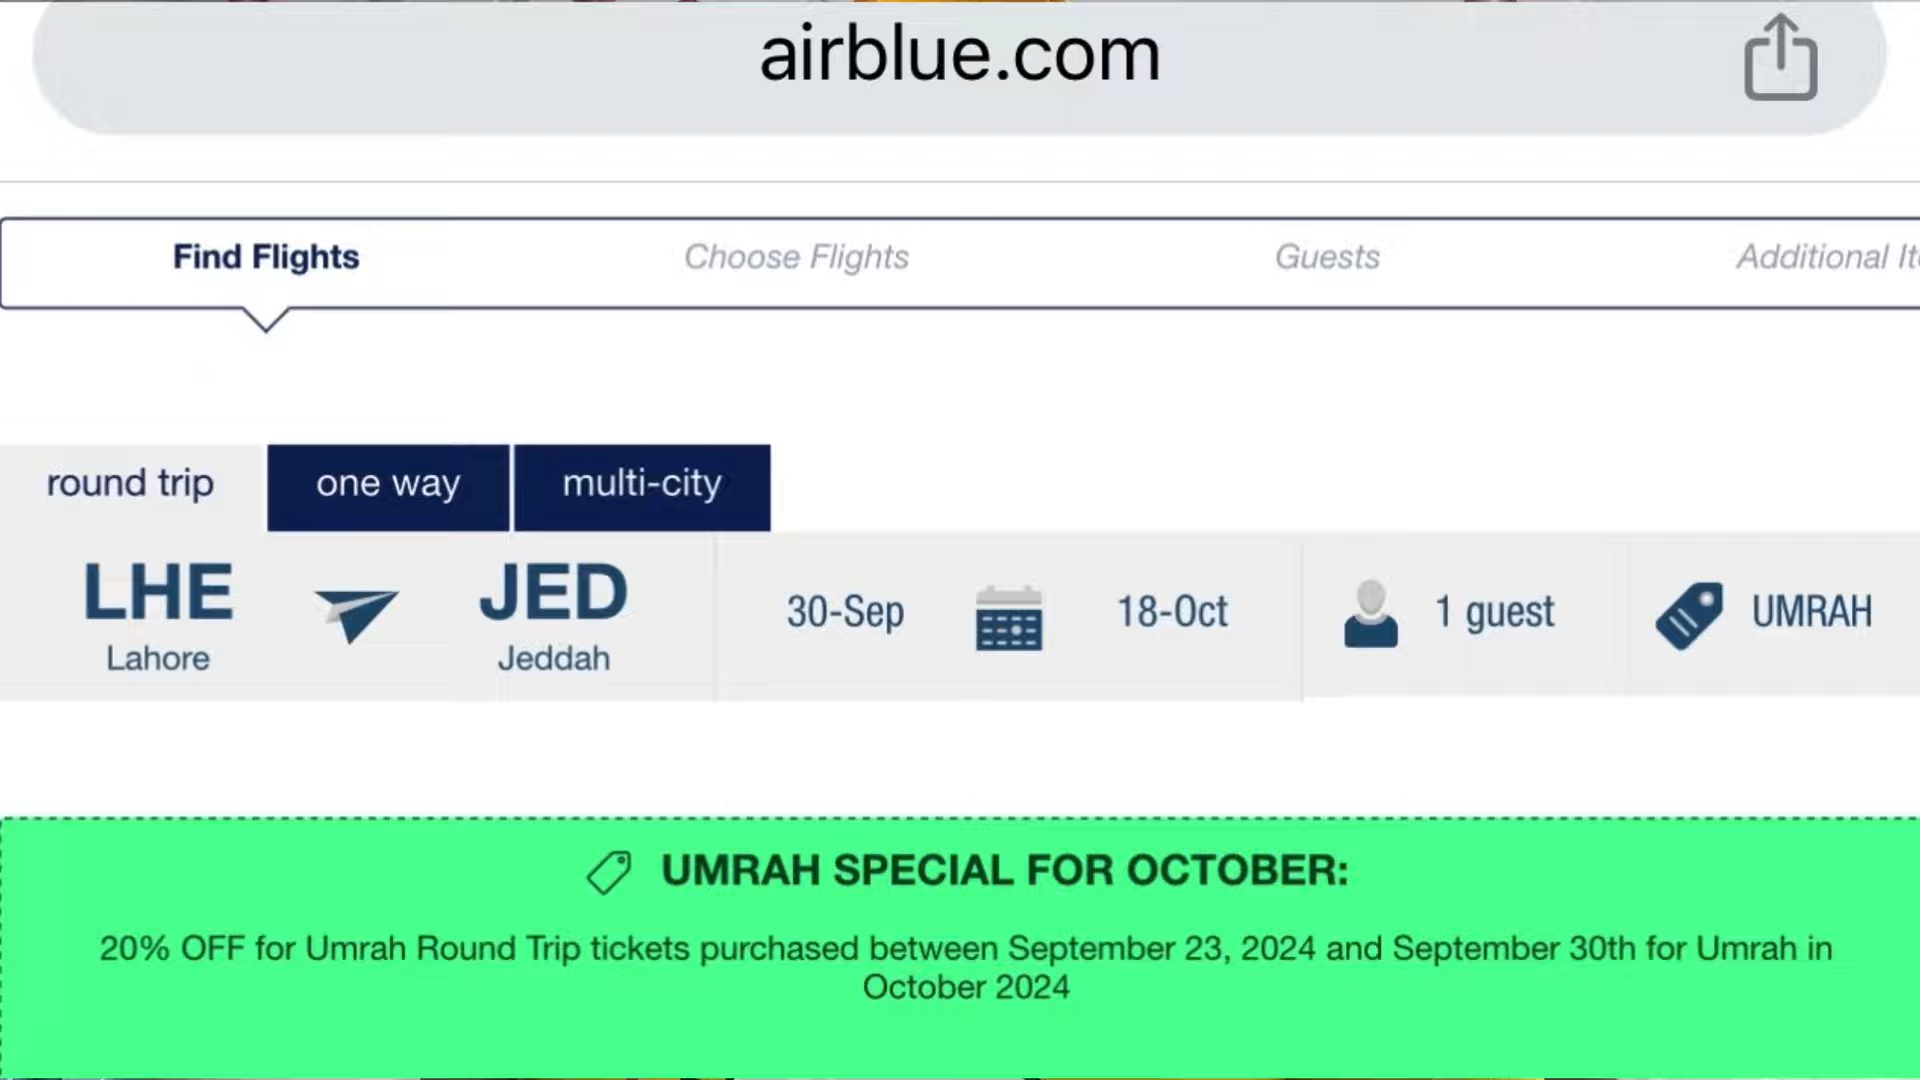 airblue.com
Find Flights
Choose Flights
Guests
Additional
round trip
one way
multi-city
LHE
Lahore
JED
Jeddah
30-Sep
18-Oct
1 guest
UMRAH
UMRAH SPECIAL FOR OCTOBER:
20% OFF for Umrah Round Trip tickets purchased between September 23, 2024 and September 30th for Umrah in
October 2024